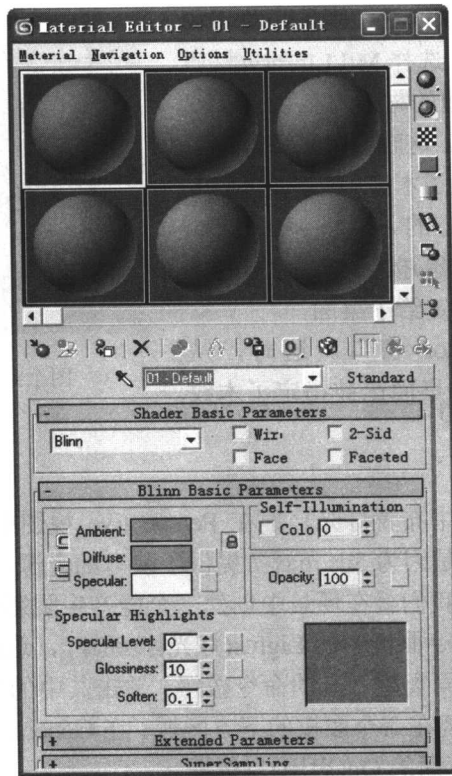 Material Editor - 01 - Default
Material Navigation Options Utilities
01 - Default Standard
- Shader Basic Parameters
Blinn Wir 2-Sid
Face Faceted
- Blinn Basic Parameters
Self-Illumination
Ambient: Colo 0
Diffuse:
Specular: Opacity: 100
Specular Highlights
Specular Level: 0
Glossiness: 10
Soften: 0.1
+ Extended Parameters
+ SuperSampling